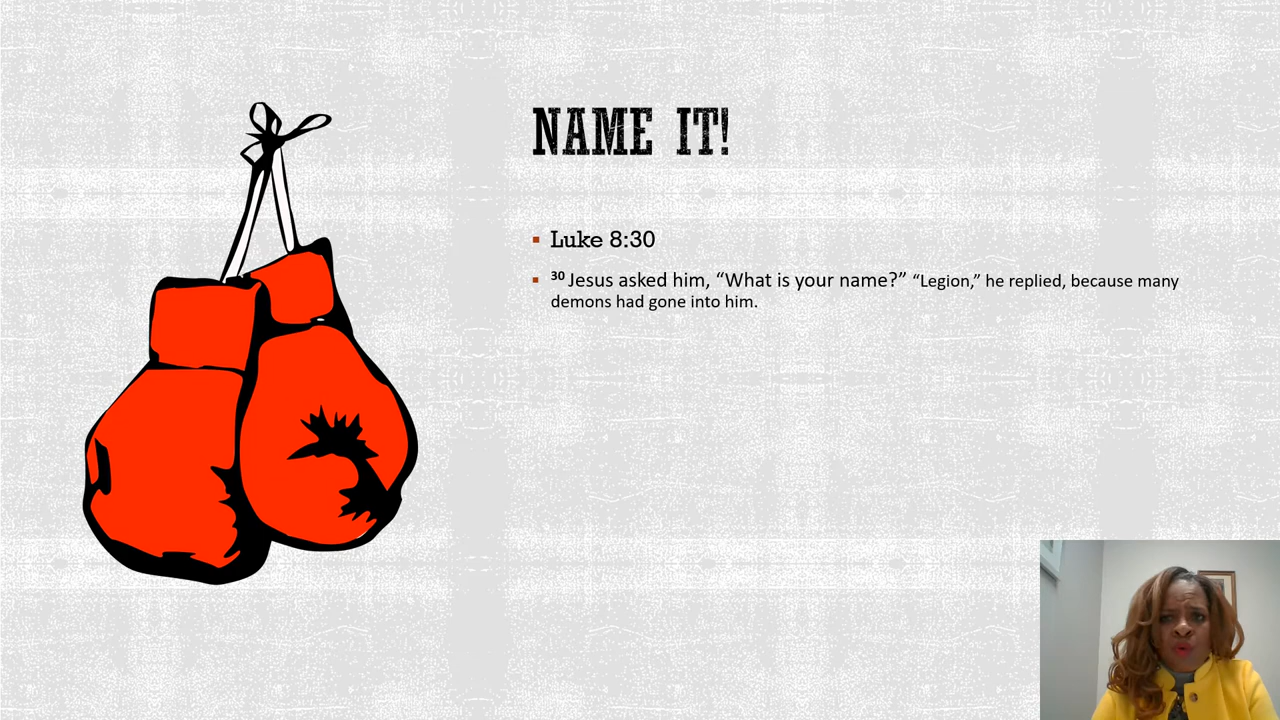 NAME IT!
Luke 8:30
30 Jesus asked him, “What is your name?” “Legion,” he replied, because many
demons had gone into him.